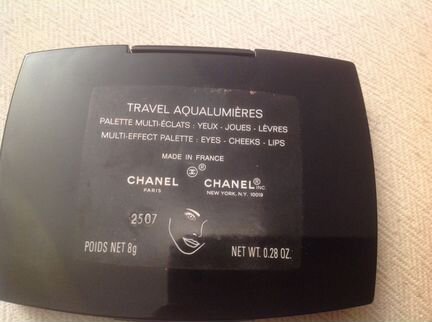 TRAVEL AQUALUMIÈRES
PALETTE MULTI-ÉCLATS : YEUX - JOUES - LÈVRES
MULTI-EFFECT PALETTE : EYES - CHEEKS - LIPS
MADE IN FRANCE
®
CHANEL CHANEL® INC.
PARIS NEW YORK, N.Y. 10019
2507
POIDS NET 8g NET WT. 0.28 OZ.